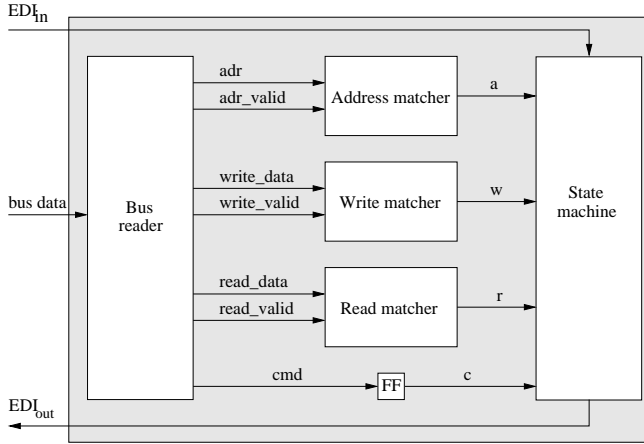 EDI_in
adr
adr_valid
Address matcher
a
write_data
write_valid
Write matcher
w
bus data
Bus
reader
State
machine
read_data
read_valid
Read matcher
r
cmd
FF
c
EDI_out